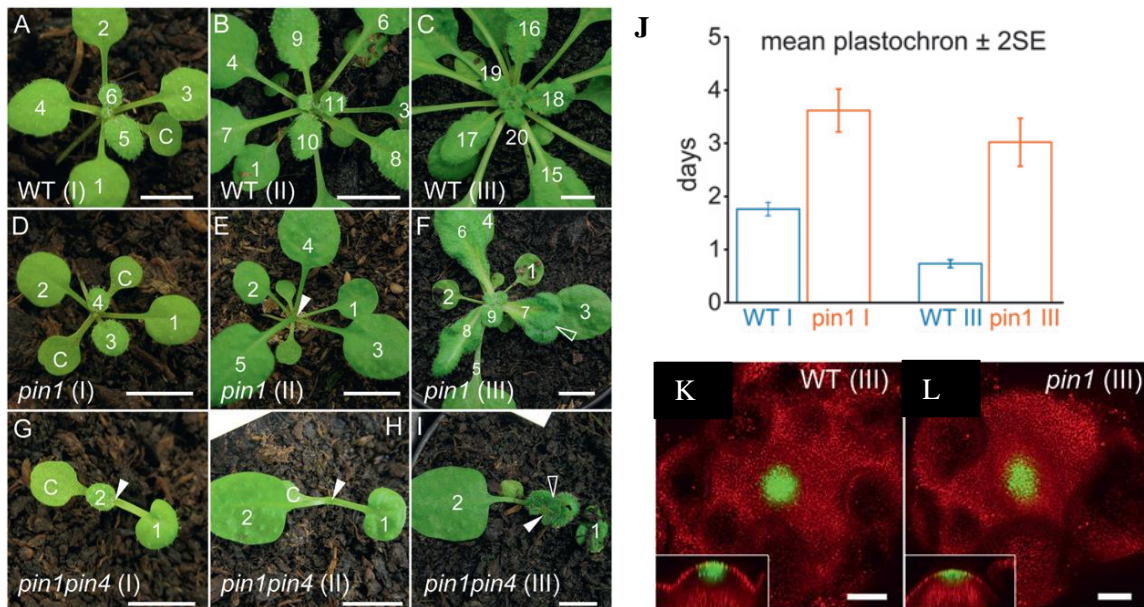 A
2
6
3
4
5
C
1
WT (I)
B
6
9
4
11
3
7
10
1
8
WT (II)
C
16
19
18
17
20
15
WT (III)
D
C
2
4
1
3
C
pin1 (I)
E
4
2
1
5
3
pin1 (II)
F
4
6
1
2
7
3
9
8
5
pin1 (III)
G
C
2
1
pin1pin4 (I)
H
C
2
1
pin1pin4 (II)
I
2
1
pin1pin4 (III)
J
mean plastochron ± 2SE
days
5
4
3
2
1
0
WT I
pin1 I
WT III
pin1 III
K
WT (III)
L
pin1 (III)